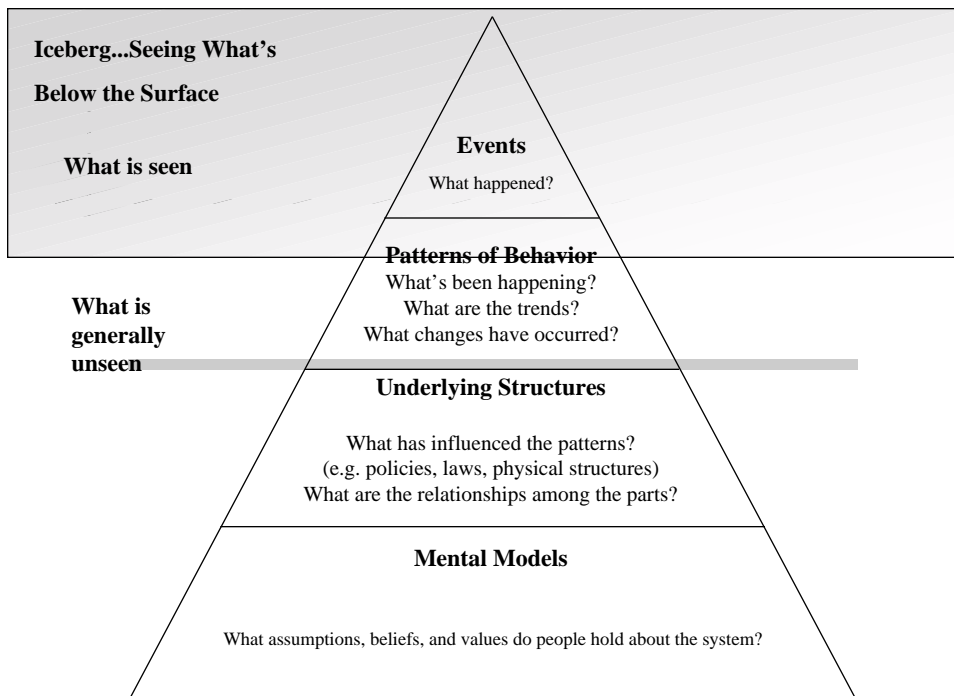 Iceberg...Seeing What's
Below the Surface
What is seen
Events
What happened?
Patterns of Behavior
What's been happening?
What are the trends?
What changes have occurred?
What is
generally
unseen
Underlying Structures
What has influenced the patterns?
(e.g. policies, laws, physical structures)
What are the relationships among the parts?
Mental Models
What assumptions, beliefs, and values do people hold about the system?